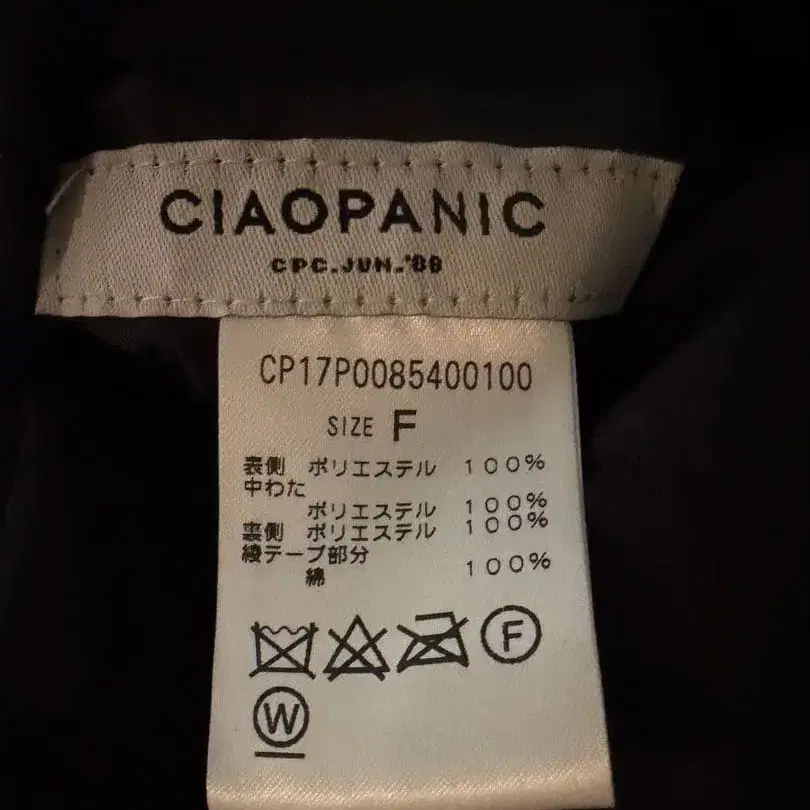 CIAOPANIC
CPC.JUN.'88
CP17P0085400100
SIZE F
表側 ポリエステル 100%
中わた
ポリエステル 100%
裏側 ポリエステル 100%
綾テープ部分
綿 100%
F
W